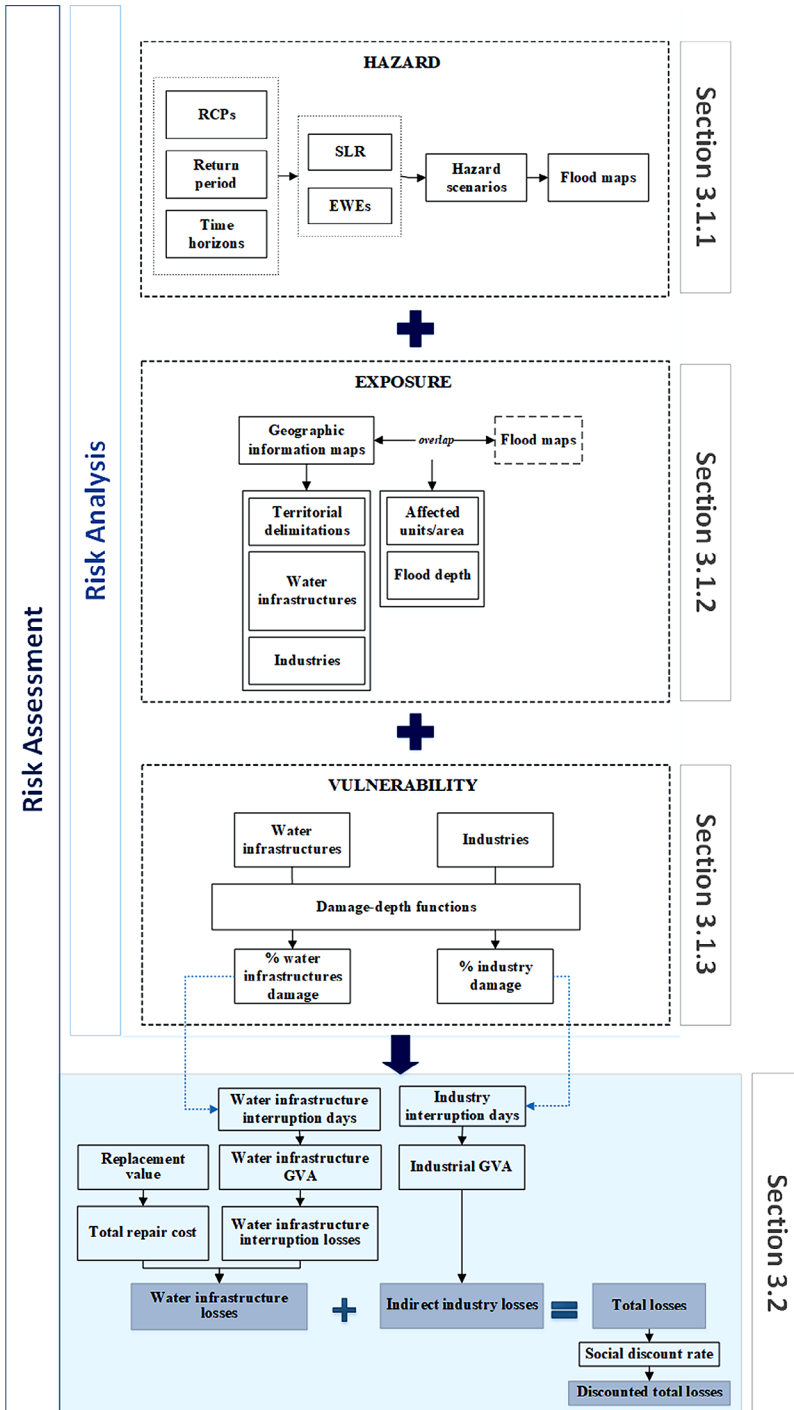 Risk Assessment
Risk Analysis
HAZARD
RCPs
Return
period
Time
horizons
SLR
EWEs
Hazard
scenarios
Flood maps
Section 3.1.1
EXPOSURE
Geographic
information maps
overlap
Flood maps
Territorial
delimitations
Water
infrastructures
Industries
Affected
units/area
Flood depth
Section 3.1.2
VULNERABILITY
Water
infrastructures
Industries
Damage-depth functions
% water
infrastructures
damage
% industry
damage
Section 3.1.3
Water infrastructure
interruption days
Industry
interruption days
Replacement
value
Water infrastructure
GVA
Industrial GVA
Total repair cost
Water infrastructure
interruption losses
Water infrastructure
losses
+
Indirect industry losses
=
Total losses
Social discount rate
Discounted total losses
Section 3.2